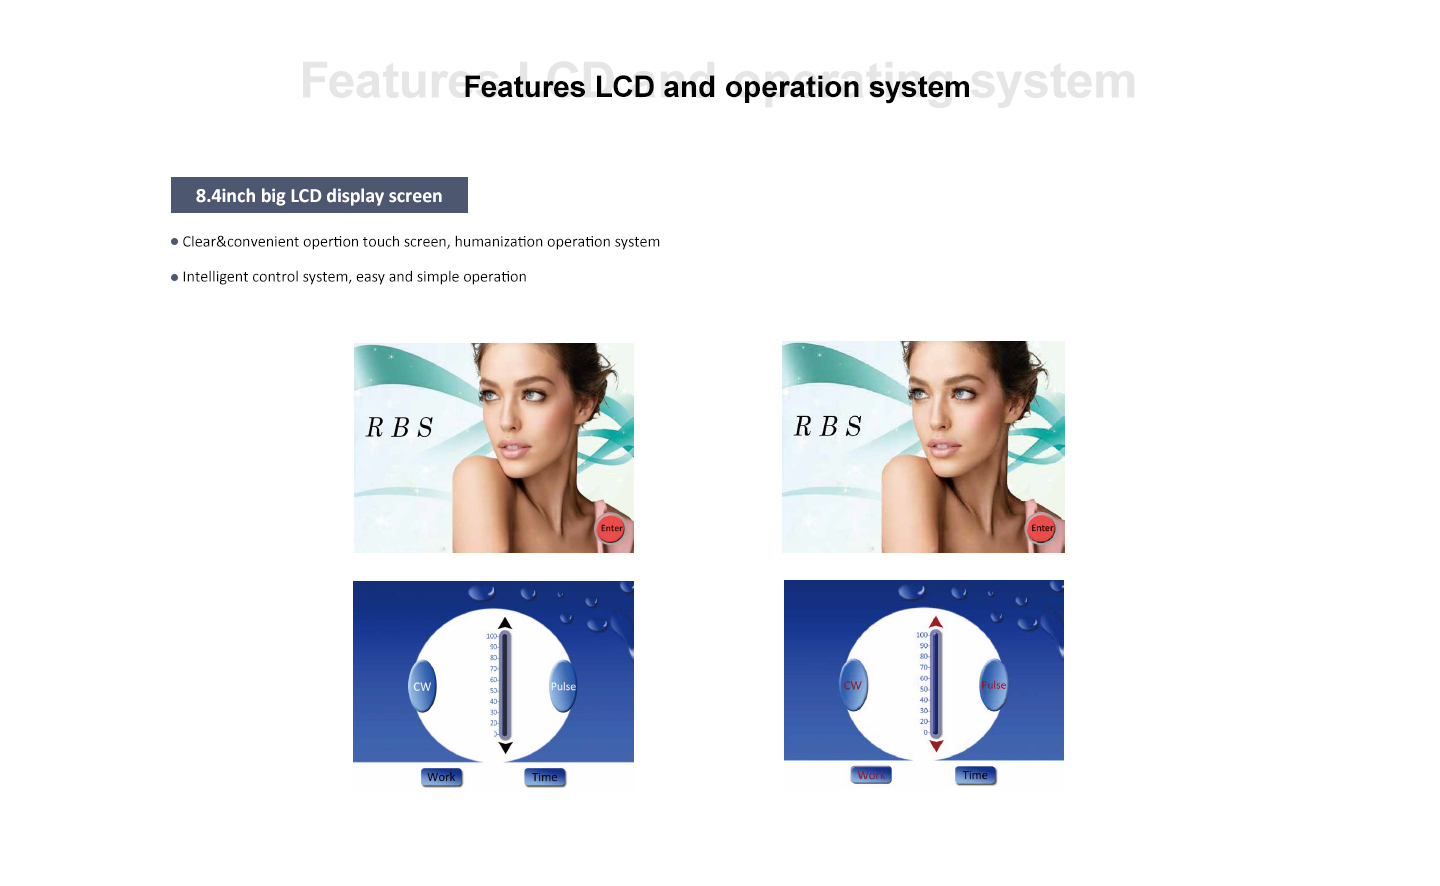 Features LCD and operating system
Features LCD and operation system
8.4inch big LCD display screen
Clear&convenient opertion touch screen, humanization operation system
Intelligent control system, easy and simple operation
R B S
Enter
R B S
Enter
100
90
80
70
60
50
40
30
20
0
CW
Pulse
Work
Time
100
90
80
70
60
50
40
30
20
0
CW
Pulse
Work
Time